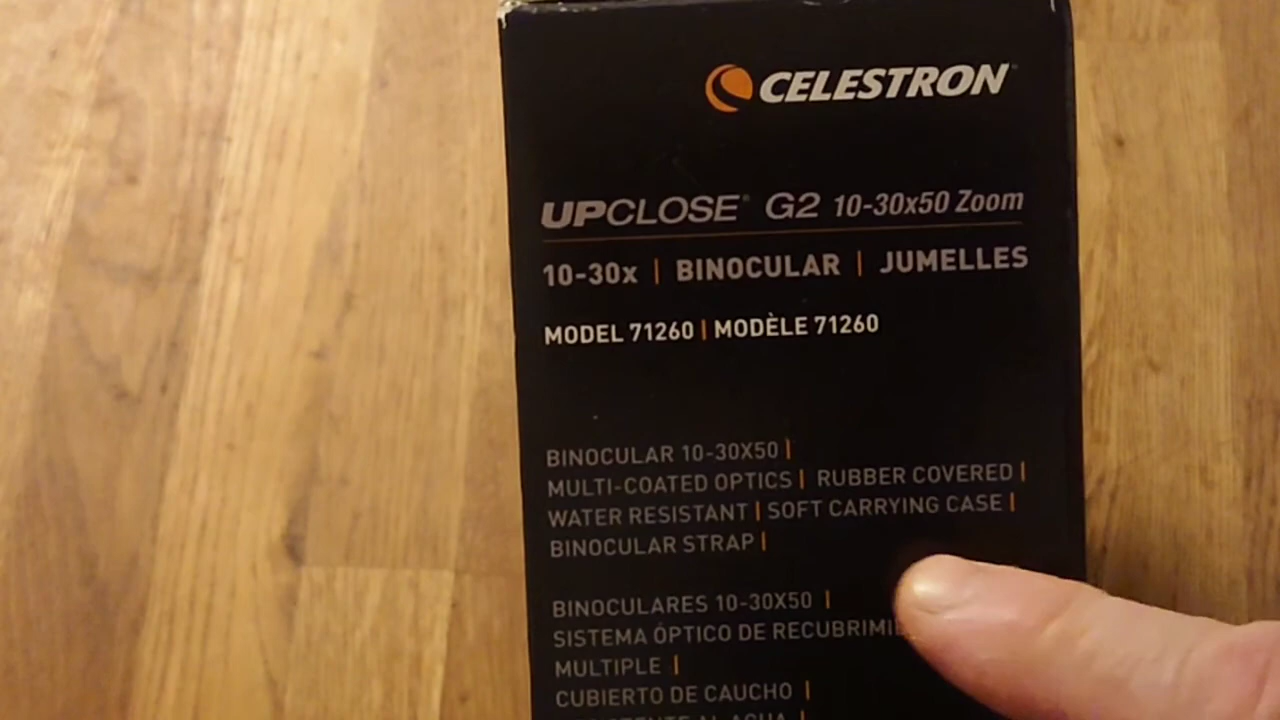 CELESTRON
UPCLOSE® G2 10-30x50 Zoom
10-30x | BINOCULAR | JUMELLES
MODEL 71260 | MODÈLE 71260
BINOCULAR 10-30X50 |
MULTI-COATED OPTICS | RUBBER COVERED |
WATER RESISTANT | SOFT CARRYING CASE |
BINOCULAR STRAP |
BINOCULARES 10-30X50 |
SISTEMA ÓPTICO DE
MULTIPLE |
CUBIERTO DE CAUCHO |
AL AGUA |